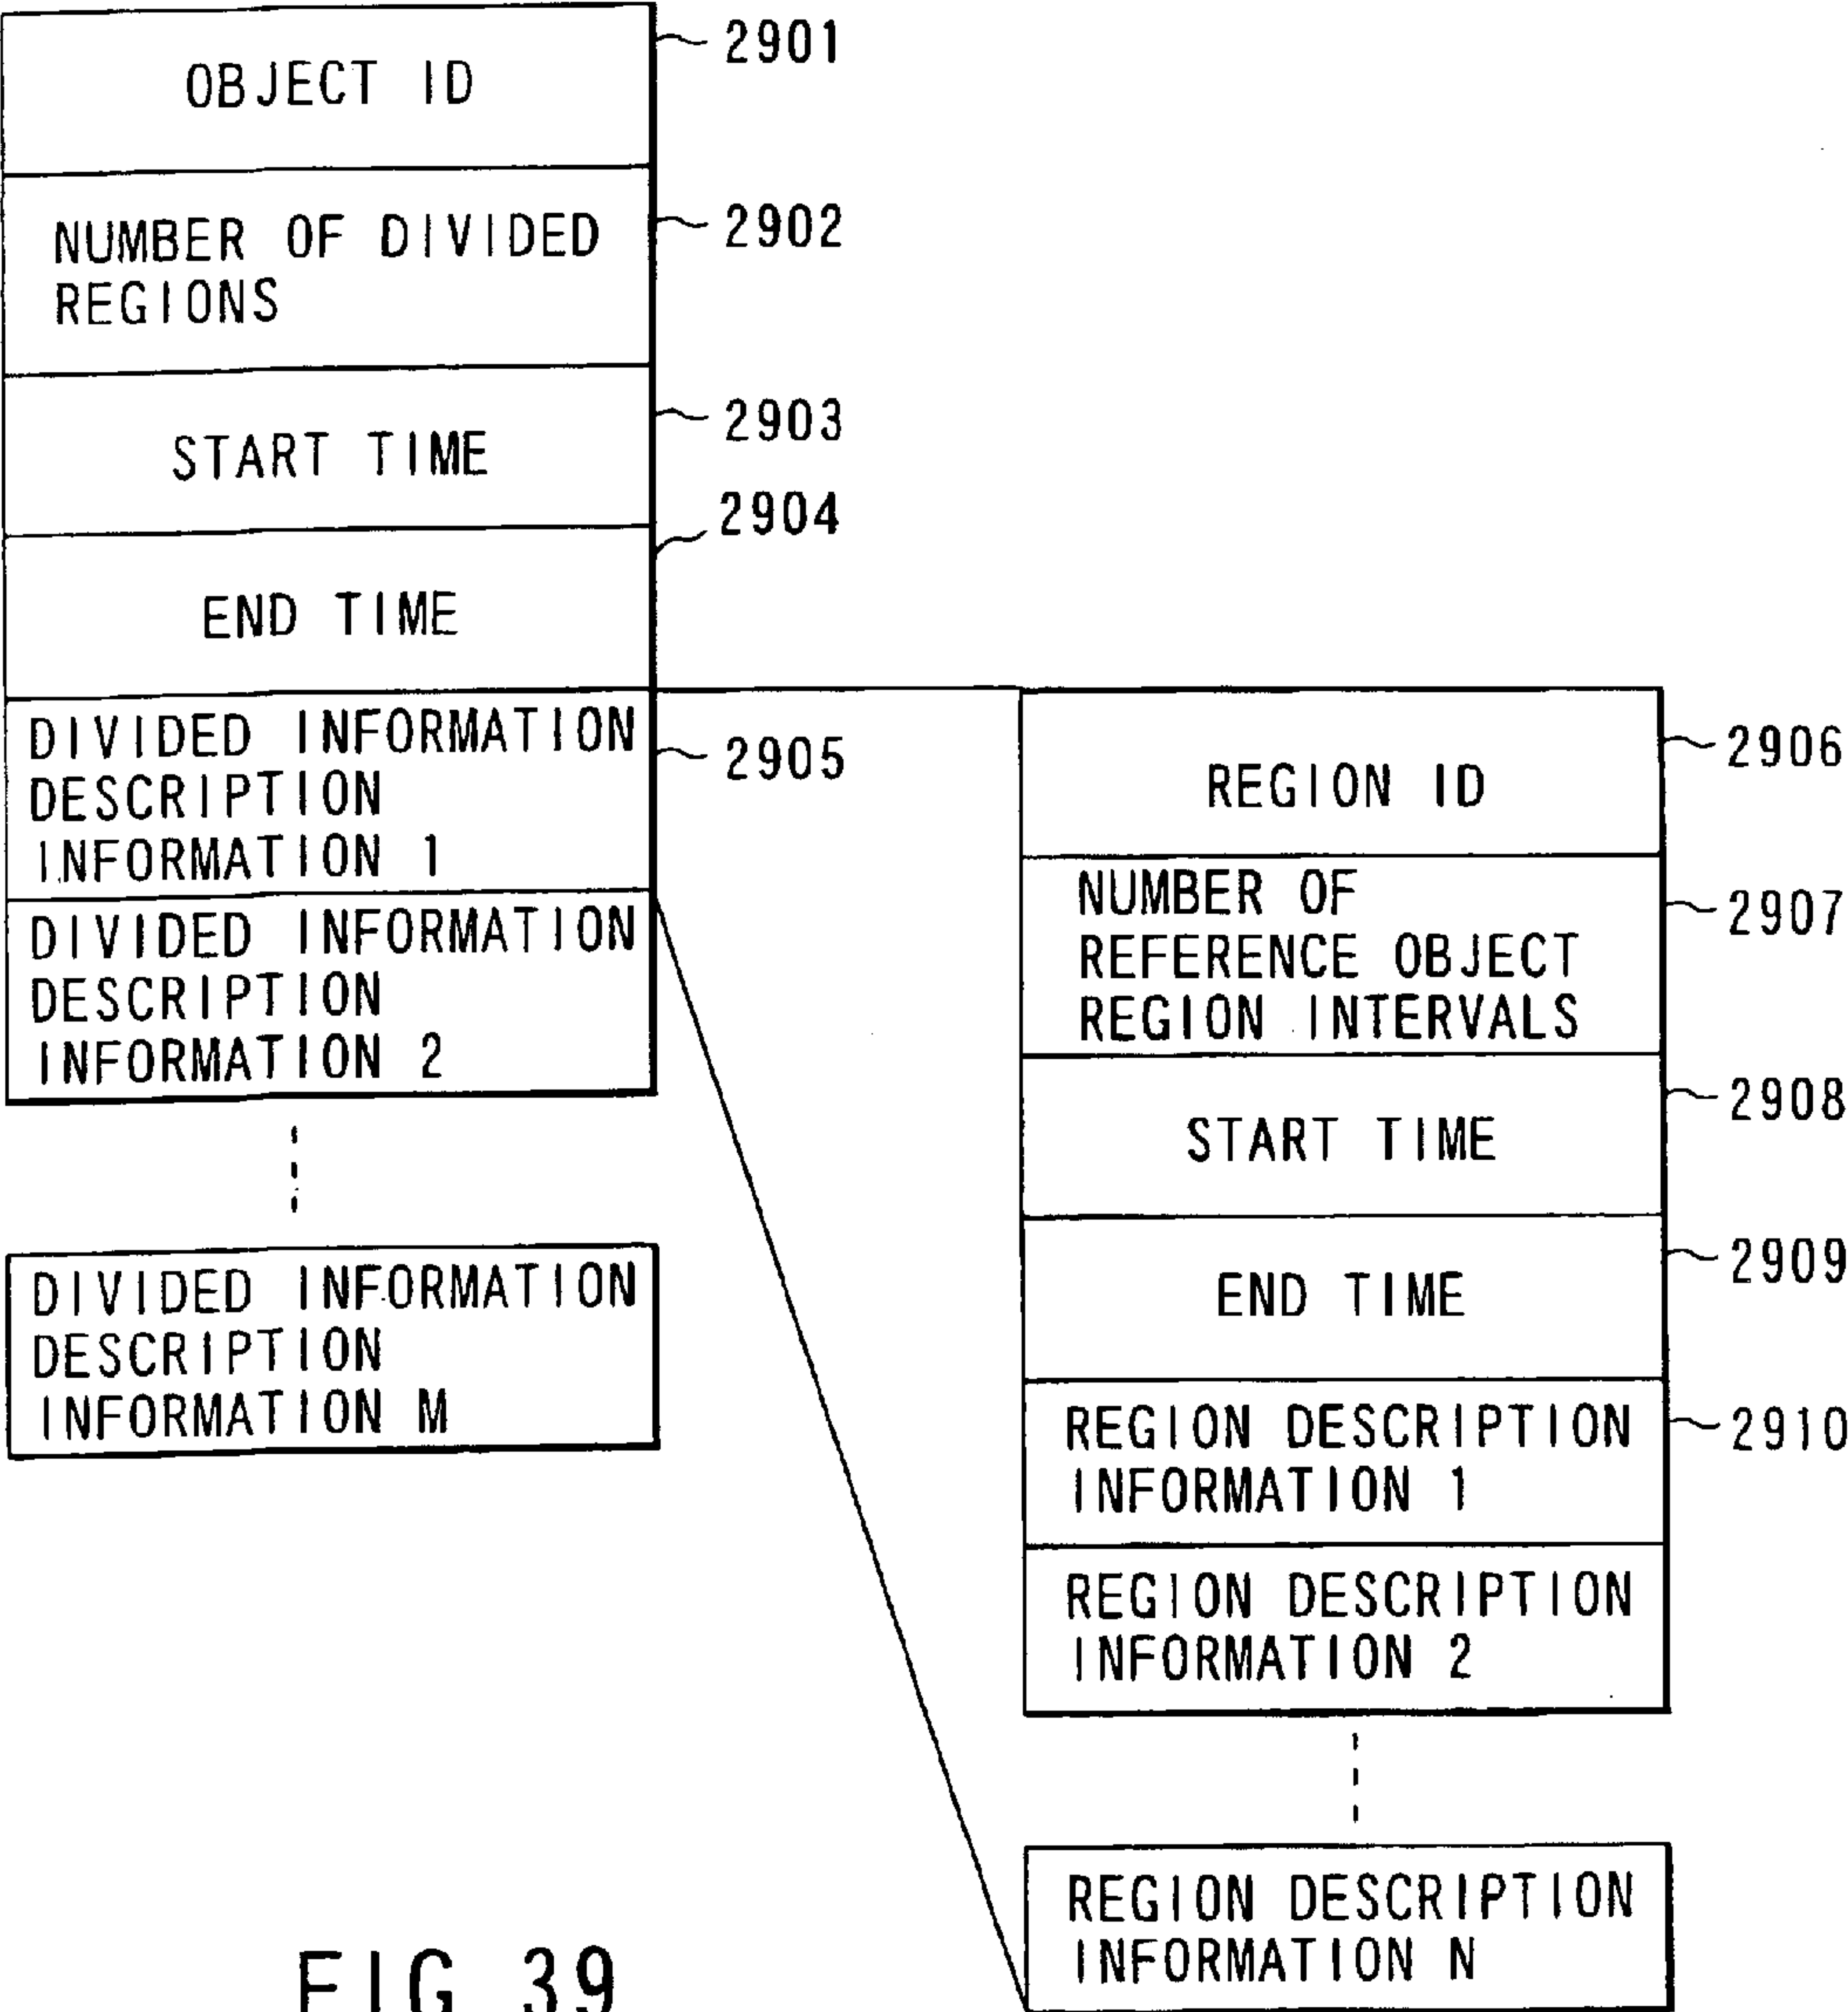 OBJECT ID
2901
NUMBER OF DIVIDED
REGIONS
2902
START TIME
2903
END TIME
2904
DIVIDED INFORMATION
DESCRIPTION
INFORMATION 1
2905
DIVIDED INFORMATION
DESCRIPTION
INFORMATION 2
DIVIDED INFORMATION
DESCRIPTION
INFORMATION M
REGION ID
2906
NUMBER OF
REFERENCE OBJECT
REGION INTERVALS
2907
START TIME
2908
END TIME
2909
REGION DESCRIPTION
INFORMATION 1
2910
REGION DESCRIPTION
INFORMATION 2
REGION DESCRIPTION
INFORMATION N
FIG. 39